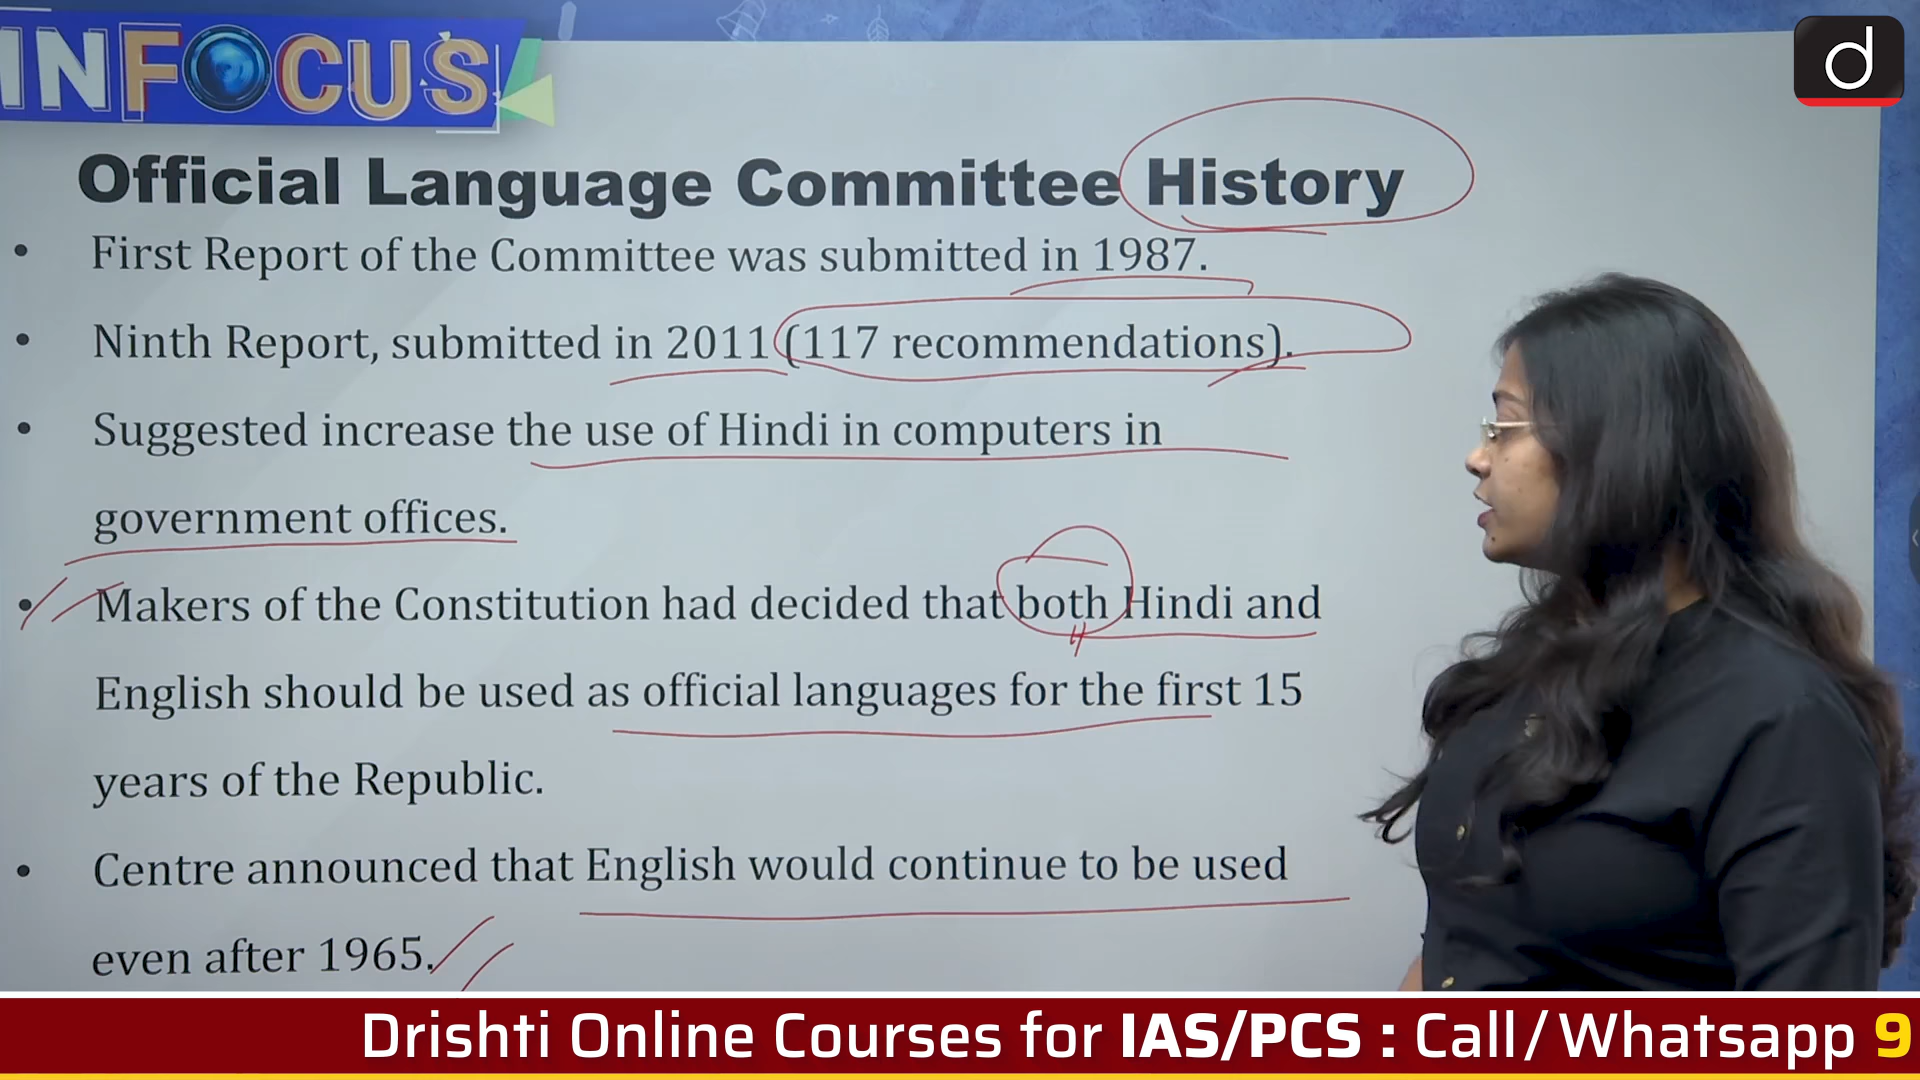 INFOCUS
d
Official Language Committee History
• First Report of the Committee was submitted in 1987.
• Ninth Report, submitted in 2011 (117 recommendations).
• Suggested increase the use of Hindi in computers in
government offices.
• Makers of the Constitution had decided that both Hindi and
English should be used as official languages for the first 15
years of the Republic.
• Centre announced that English would continue to be used
even after 1965.
Drishti Online Courses for IAS/PCS : Call/Whatsapp 9